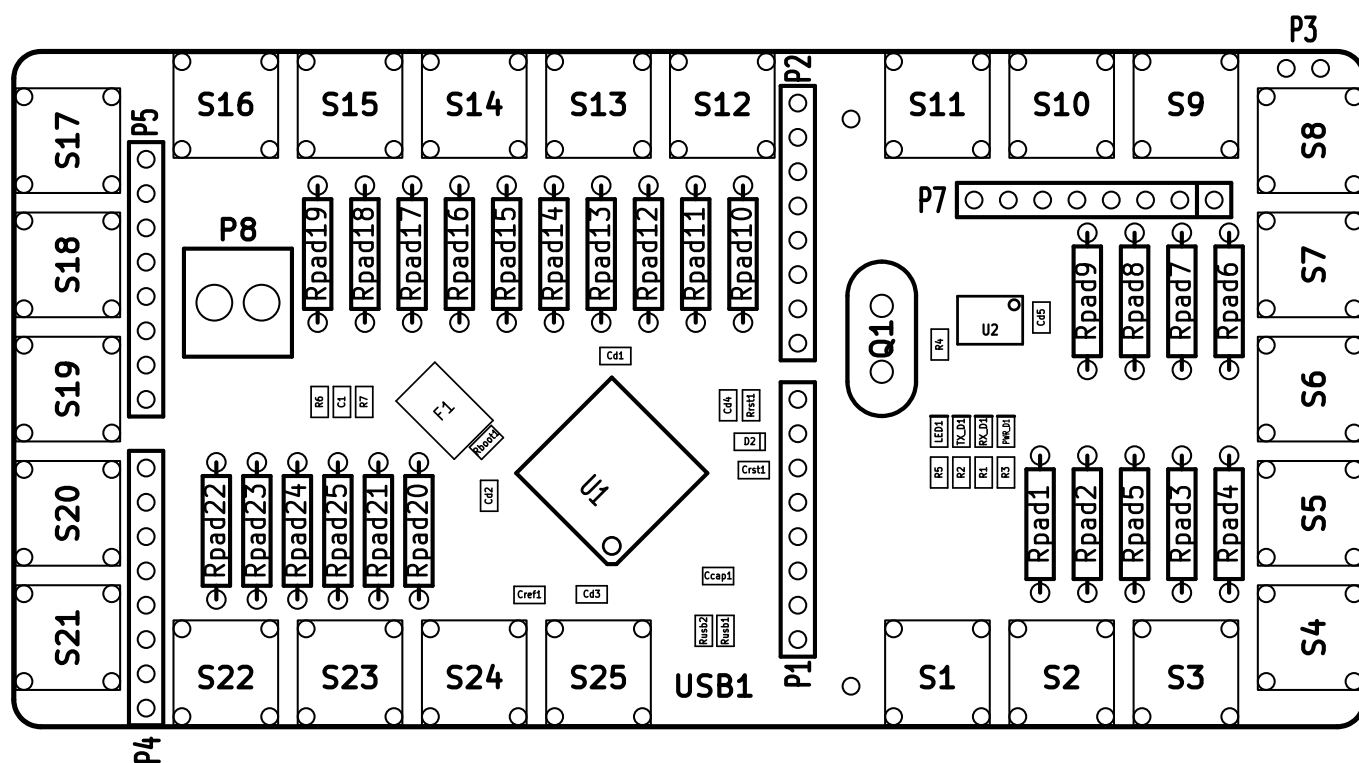 P3
S16
S15
S14
S13
S12
P2
S11
S10
S9
S17
P5
S8
P7
P8
Rpad19
Rpad18
Rpad17
Rpad16
Rpad15
Rpad14
Rpad13
Rpad12
Rpad11
Rpad10
S18
S7
Rpad9
Rpad8
Rpad7
Rpad6
Q1
R4
U2
Cd5
Cd1
S19
S6
R6
C1
R7
F1
Rboot1
Cd4
Rrst1
D2
Crst1
LED1
TX_D1
RX_D1
PWR_D1
R5
R2
R1
R3
Cd2
U1
S20
S5
Rpad22
Rpad23
Rpad24
Rpad25
Rpad21
Rpad20
Rpad1
Rpad2
Rpad5
Rpad3
Rpad4
Ccap1
Cref1
Cd3
Rusb2
Rusb1
S21
S4
S22
S23
S24
S25
USB1
P1
S1
S2
S3
P4